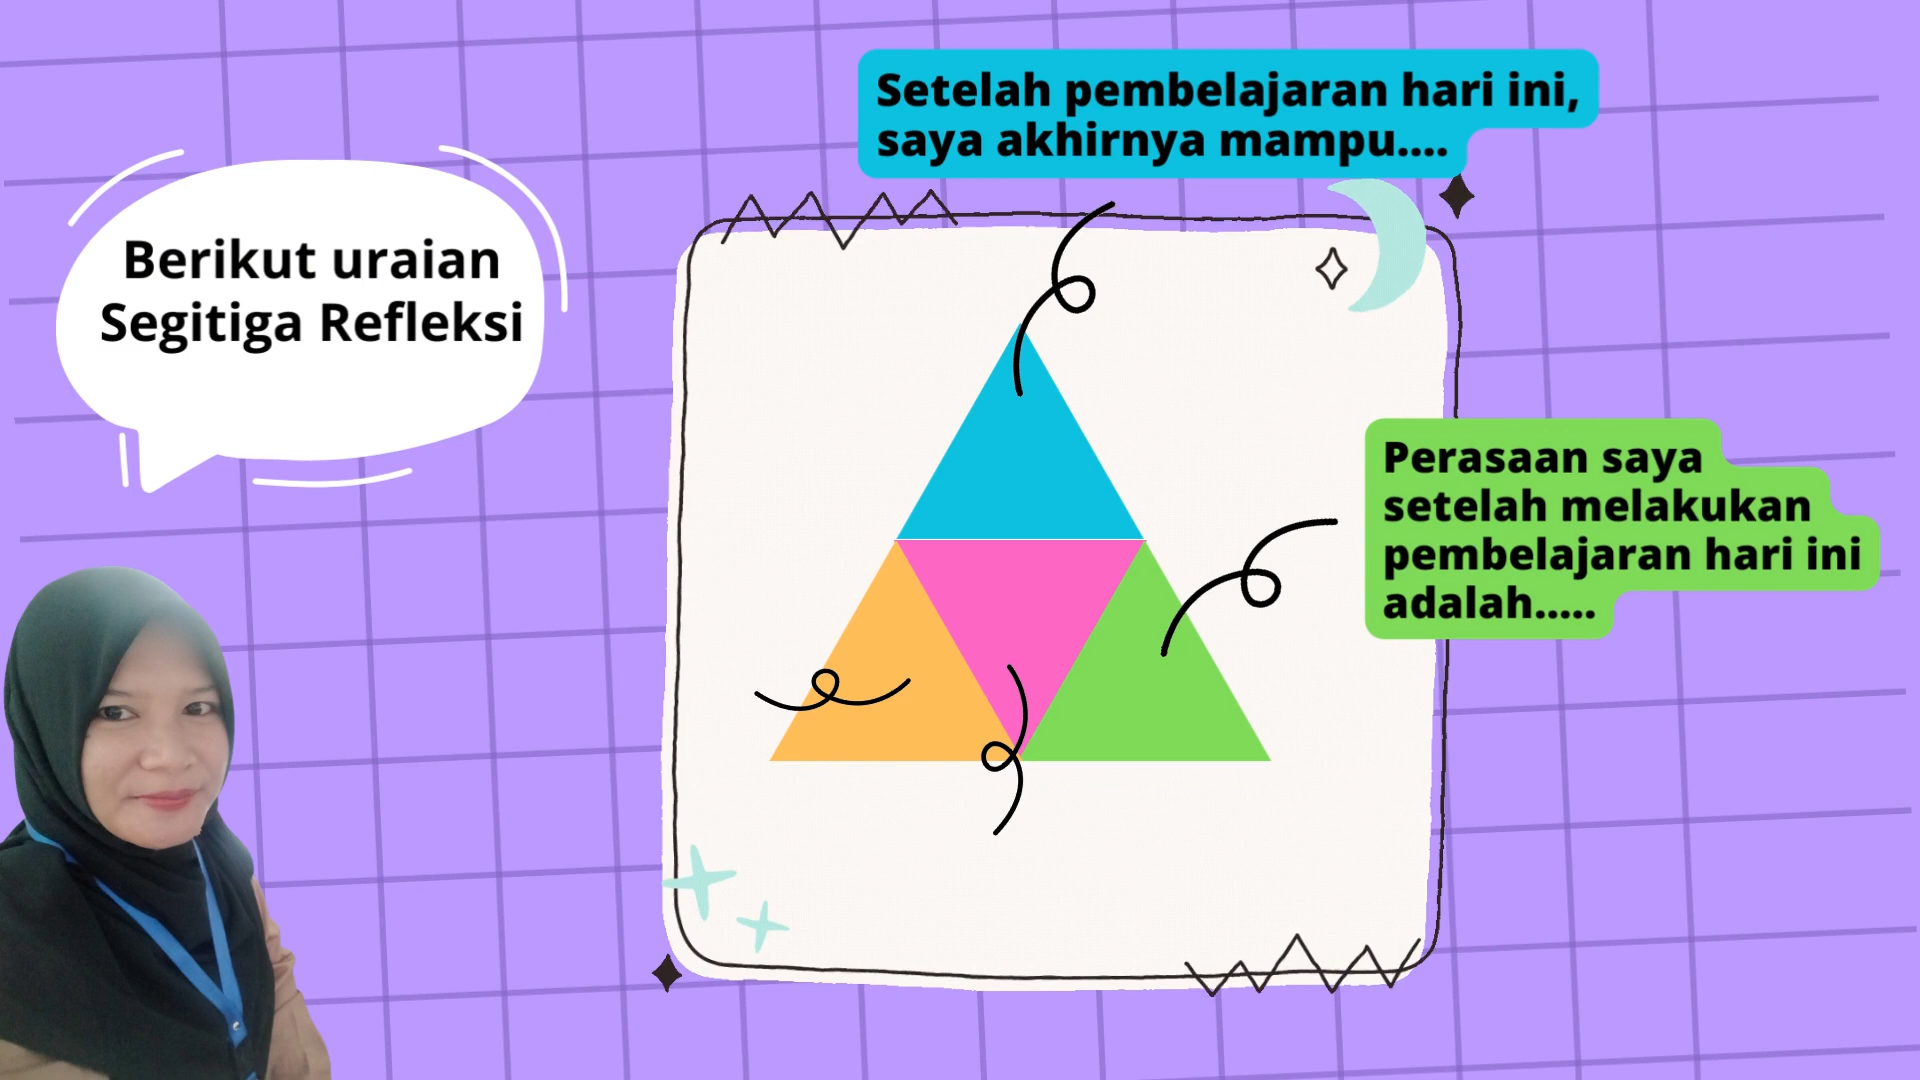 Setelah pembelajaran hari ini,
saya akhirnya mampu....
Berikut uraian
Segitiga Refleksi
Perasaan saya
setelah melakukan
pembelajaran hari ini
adalah.....